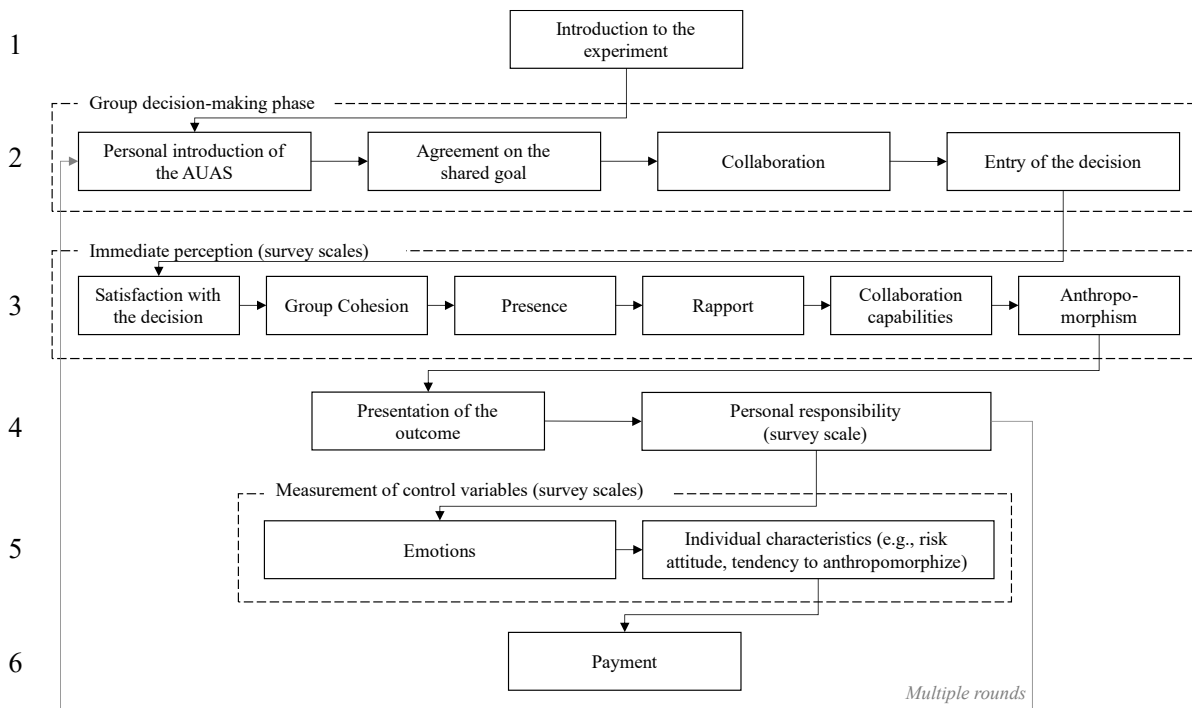 1
Introduction to the
experiment
Group decision-making phase
2
Personal introduction of
the AUAS
Agreement on the
shared goal
Collaboration
Entry of the decision
Immediate perception (survey scales)
3
Satisfaction with
the decision
Group Cohesion
Presence
Rapport
Collaboration
capabilities
Anthropo-
morphism
4
Presentation of the
outcome
Personal responsibility
(survey scale)
Measurement of control variables (survey scales)
5
Emotions
Individual characteristics (e.g., risk
attitude, tendency to anthropomorphize)
6
Payment
Multiple rounds